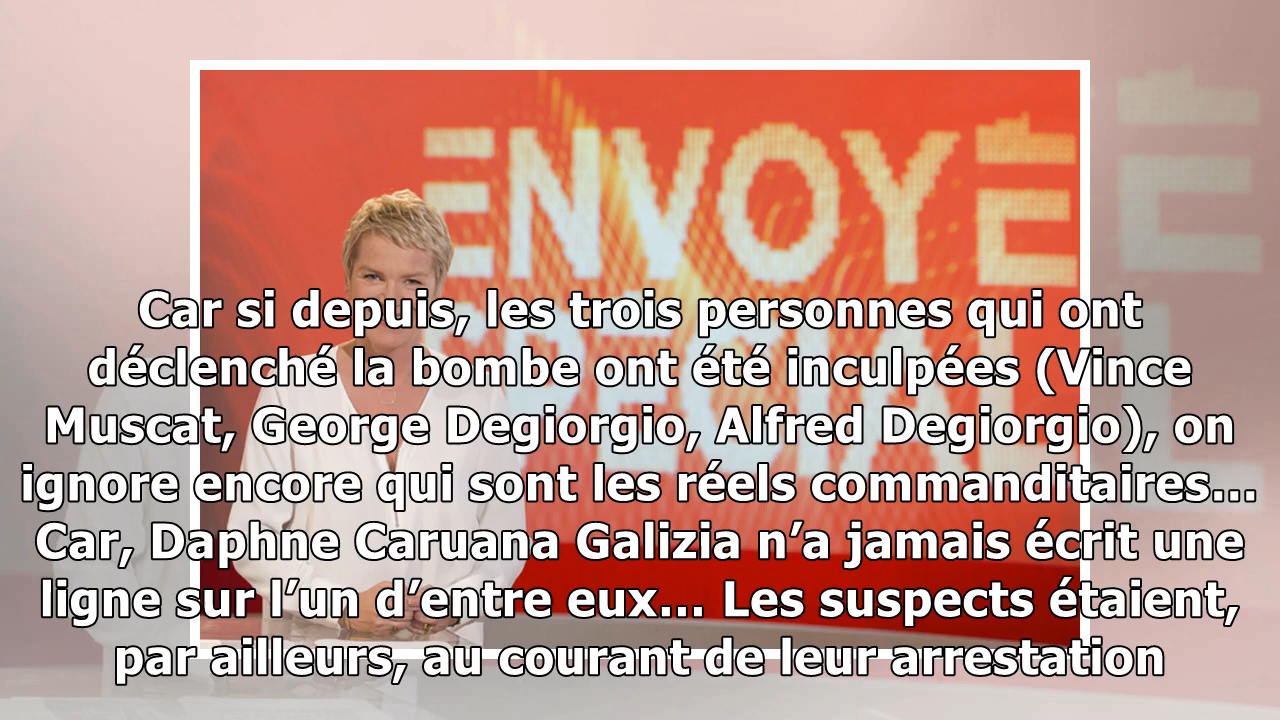 ENVOYÉ
SPÉCIAL
Car si depuis, les trois personnes qui ont
déclenché la bombe ont été inculpées (Vince
Muscat, George Degiorgio, Alfred Degiorgio), on
ignore encore qui sont les réels commanditaires...
Car, Daphne Caruana Galizia n’a jamais écrit une
ligne sur l’un d’entre eux... Les suspects étaient,
par ailleurs, au courant de leur arrestation